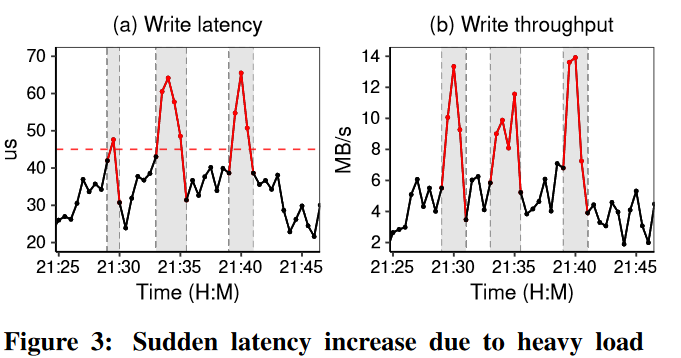 (a) Write latency
(b) Write throughput
us
70
60
50
40
30
20
21:25 21:30 21:35 21:40 21:45
Time (H:M)
MB/s
14
12
10
8
6
4
2
21:25 21:30 21:35 21:40 21:45
Time (H:M)
Figure 3: Sudden latency increase due to heavy load